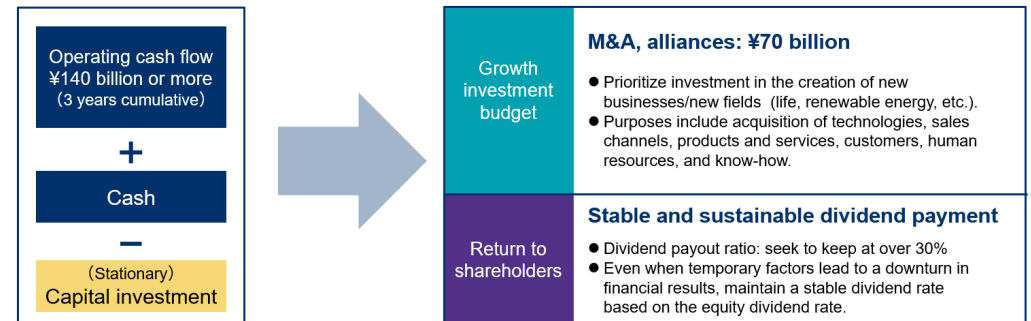 Operating cash flow
¥140 billion or more
（3 years cumulative）
+
Cash
−
（Stationary）
Capital investment
Growth
investment
budget
M&A, alliances: ¥70 billion
● Prioritize investment in the creation of new
businesses/new fields (life, renewable energy, etc.).
● Purposes include acquisition of technologies, sales
channels, products and services, customers, human
resources, and know-how.
Return to
shareholders
Stable and sustainable dividend payment
● Dividend payout ratio: seek to keep at over 30%
● Even when temporary factors lead to a downturn in
financial results, maintain a stable dividend rate
based on the equity dividend rate.